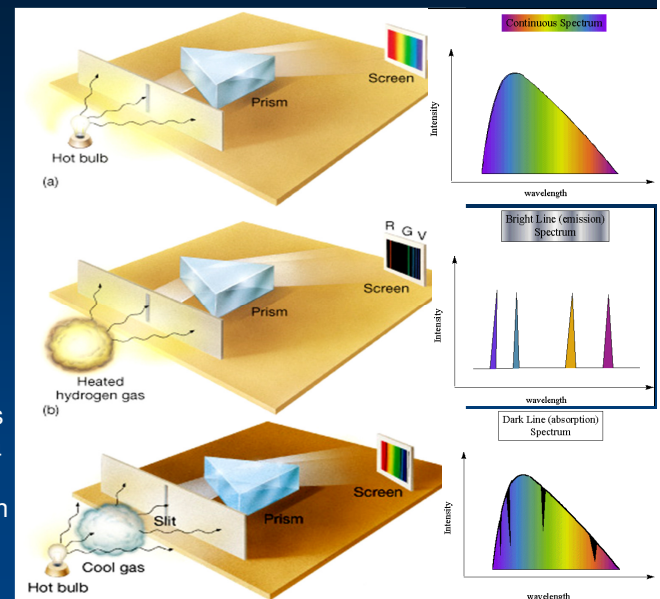 Continuous Spectrum
Screen
Prism
Intensity
Hot bulb
(a)
wavelength
R G V
Bright Line (emission)
Spectrum
Screen
Prism
Intensity
Heated
hydrogen gas
(b)
wavelength
Dark Line (absorption)
Spectrum
Screen
Slit
Prism
Intensity
Cool gas
Hot bulb
wavelength